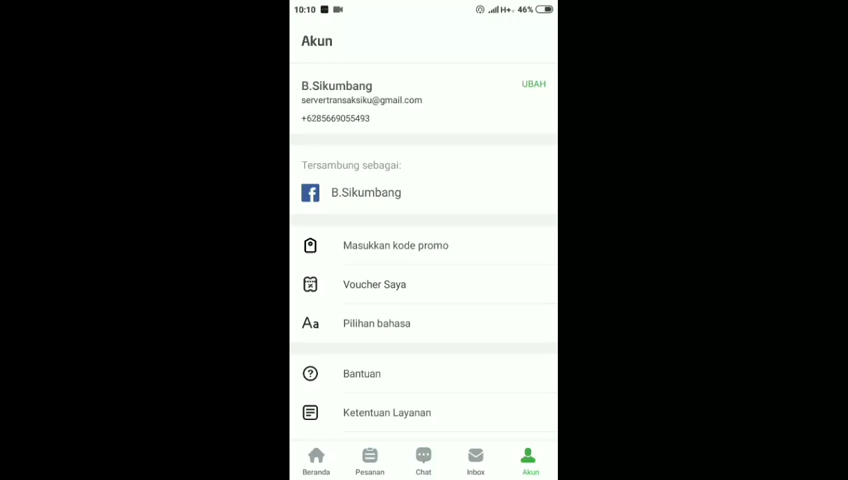 10:10 H+ 46%
Akun
B.Sikumbang
UBAH
servertransaksiku@gmail.com
+6285669055493
Tersambung sebagai:
f B.Sikumbang
Masukkan kode promo
Voucher Saya
Aa Pilihan bahasa
? Bantuan
Ketentuan Layanan
Beranda Pesanan Chat Inbox Akun